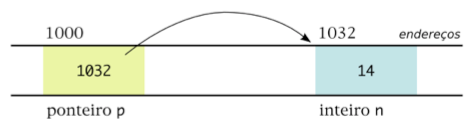 1000 1032 endereços
1032 14
ponteiro p inteiro n